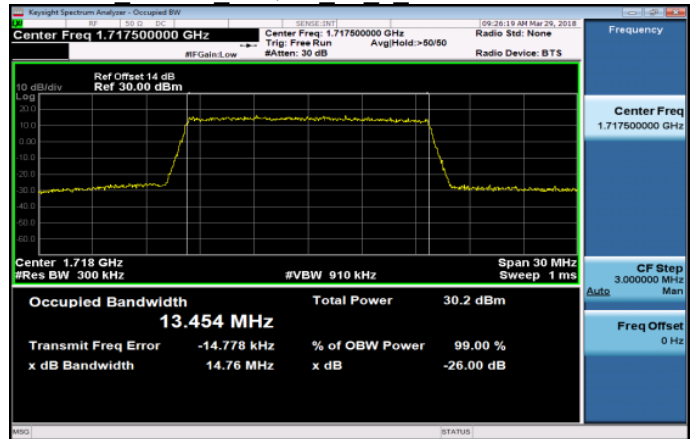 Keysight Spectrum Analyzer - Occupied BW
RF 50 Ω DC SENSE:INT 09:26:19 AM Mar 29, 2018
Center Freq 1.717500000 GHz
Center Freq: 1.717500000 GHz
Radio Std: None
Trig: Free Run Avg|Hold:>50/50
#IFGain:Low #Atten: 30 dB
Radio Device: BTS
Frequency
Ref Offset 14 dB
10 dB/div Ref 30.00 dBm
Log
20.0
10.0
0.00
-10.0
-20.0
-30.0
-40.0
-50.0
-60.0
Center Freq
1.717500000 GHz
Center 1.718 GHz Span 30 MHz
#Res BW 300 kHz #VBW 910 kHz Sweep 1 ms
CF Step
3.000000 MHz
Auto Man
Occupied Bandwidth Total Power 30.2 dBm
13.454 MHz
Transmit Freq Error -14.778 kHz % of OBW Power 99.00 %
x dB Bandwidth 14.76 MHz x dB -26.00 dB
Freq Offset
0 Hz
MSG STATUS